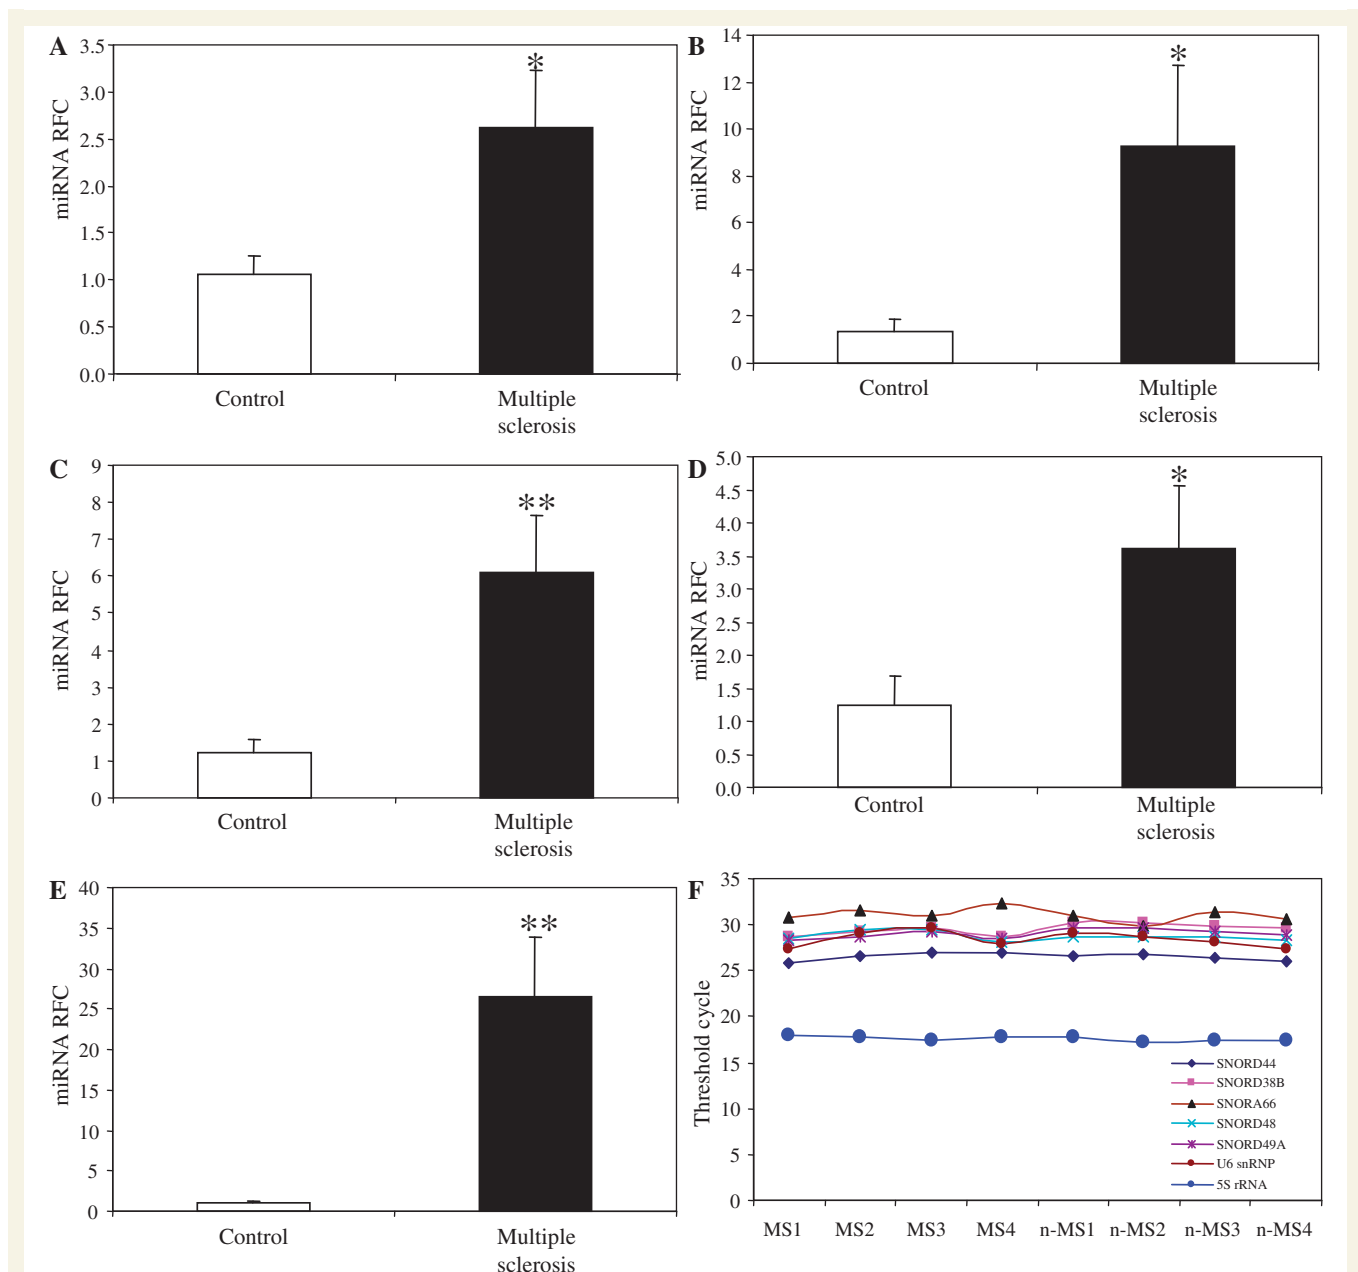 A
miRNA RFC
3.5
3.0
2.5
2.0
1.5
1.0
0.5
0.0
*
Control
Multiple
sclerosis
B
miRNA RFC
14
12
10
8
6
4
2
0
*
Control
Multiple
sclerosis
C
miRNA RFC
9
8
7
6
5
4
3
2
1
0
**
Control
Multiple
sclerosis
D
miRNA RFC
5.0
4.5
4.0
3.5
3.0
2.5
2.0
1.5
1.0
0.5
0.0
*
Control
Multiple
sclerosis
E
miRNA RFC
40
35
30
25
20
15
10
5
0
**
Control
Multiple
sclerosis
F
Threshold cycle
35
30
25
20
15
10
5
0
SNORD44
SNORD38B
SNORA66
SNORD48
SNORD49A
U6 snRNP
5S rRNA
MS1 MS2 MS3 MS4 n-MS1 n-MS2 n-MS3 n-MS4